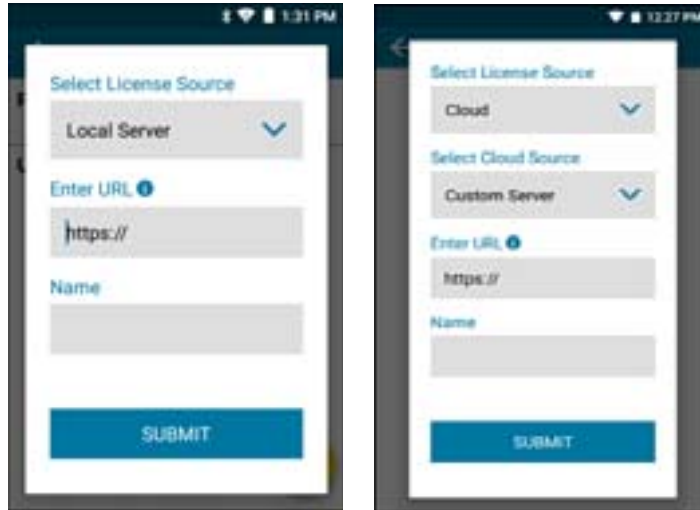 1:31 PM
Select License Source
Local Server
Enter URL
https://
Name
SUBMIT
12:27 PM
Select License Source
Cloud
Select Cloud Source
Custom Server
Enter URL
https://
Name
SUBMIT